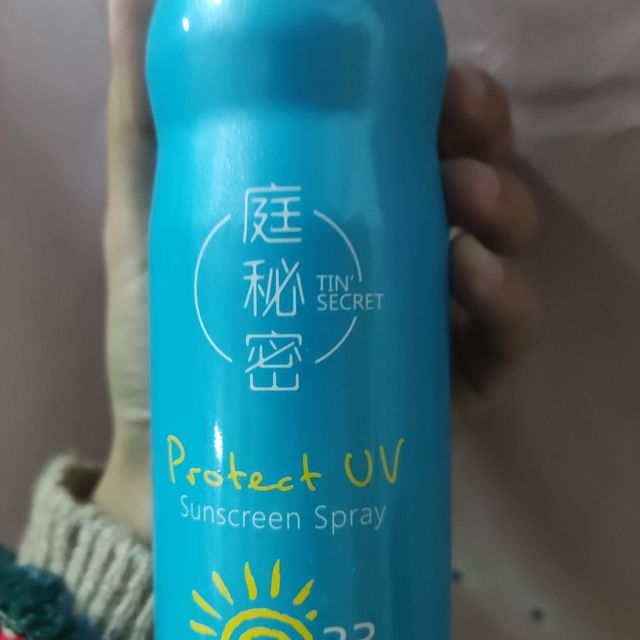 庭秘密
TIN'
SECRET
Protect UV
Sunscreen Spray